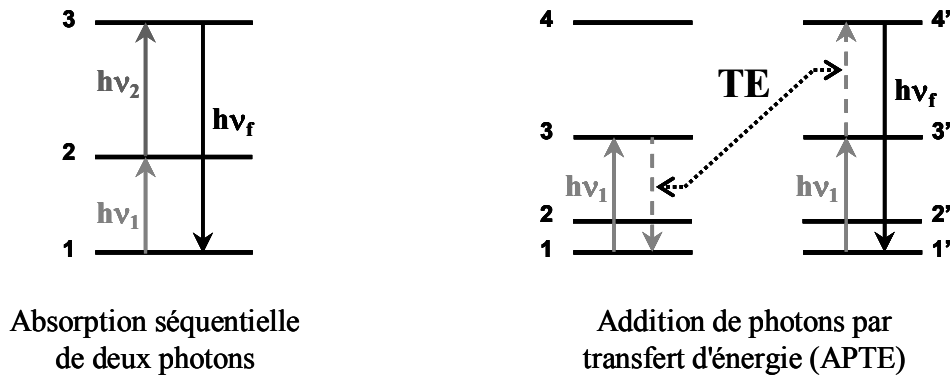 3
hν2
hνf
2
hν1
1
Absorption séquentielle
de deux photons
4
4'
TE
hνf
3
3'
hν1
hν1
2
2'
1
1'
Addition de photons par
transfert d'énergie (APTE)